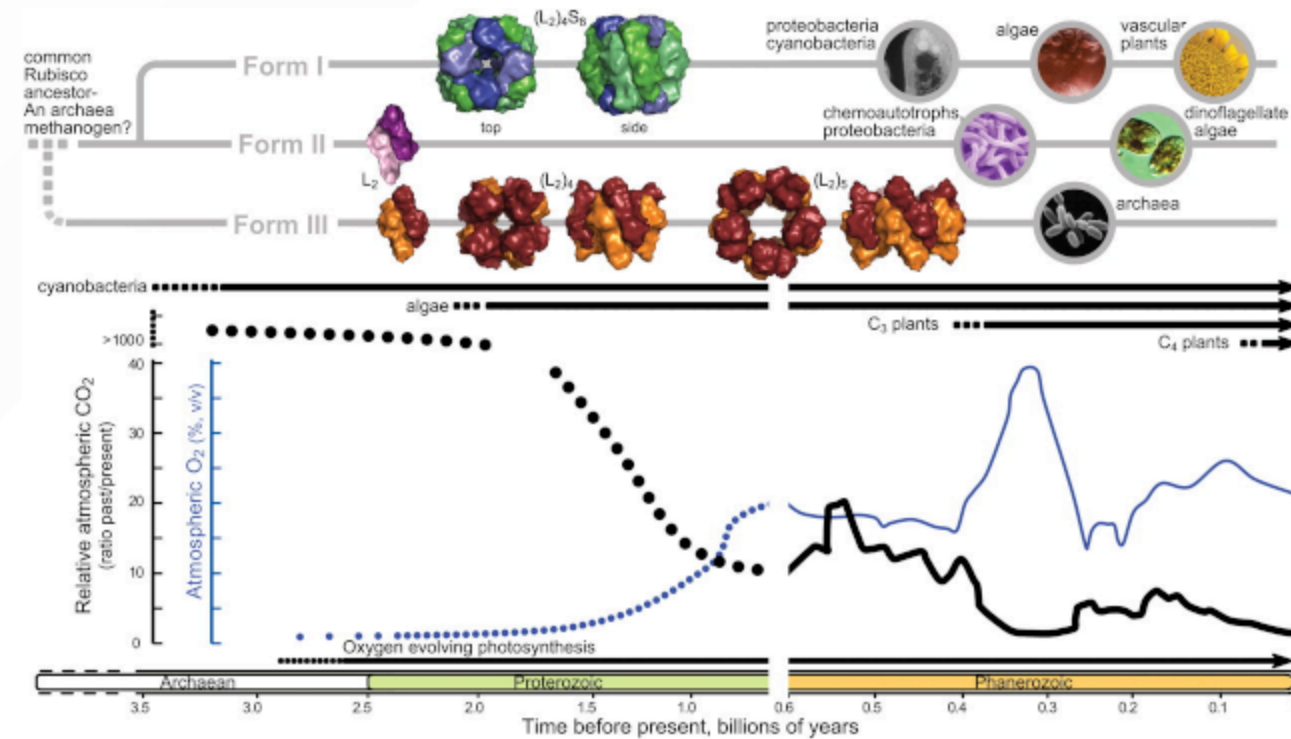 common
Rubisco
ancestor-
An archaea
methanogen?
Form I
(L₂)₄S₈
top
side
proteobacteria
cyanobacteria
algae
vascular
plants
Form II
L₂
chemoautotrophs,
proteobacteria
dinoflagellate
algae
Form III
(L₂)₄
(L₂)₅
archaea
cyanobacteria
algae
C₃ plants
C₄ plants
>1000
40
30
20
10
0
Relative atmospheric CO₂
(ratio past/present)
Atmospheric O₂ (%, v/v)
Oxygen evolving photosynthesis
Archaean
Proterozoic
Phanerozoic
3.5
3.0
2.5
2.0
1.5
1.0
0.6
0.5
0.4
0.3
0.2
0.1
Time before present, billions of years